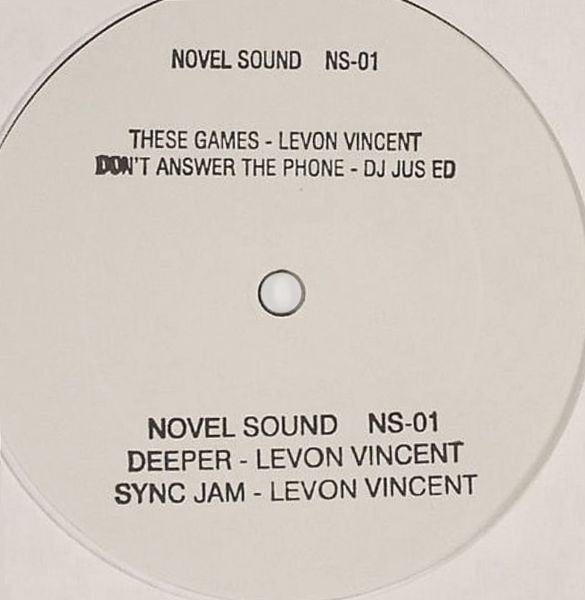 NOVEL SOUND NS-01
THESE GAMES - LEVON VINCENT
DON'T ANSWER THE PHONE - DJ JUS ED
NOVEL SOUND NS-01
DEEPER - LEVON VINCENT
SYNC JAM - LEVON VINCENT